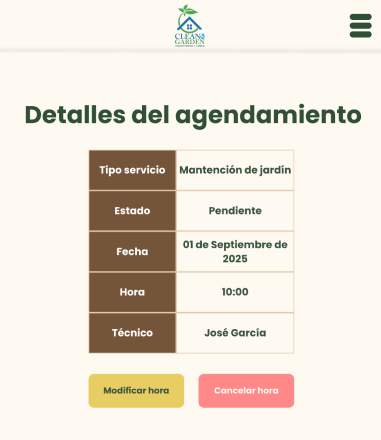 CLEAN
GARDEN
Detalles del agendamiento
Tipo servicio Mantención de jardín
Estado Pendiente
Fecha 01 de Septiembre de
2025
Hora 10:00
Técnico José García
Modificar hora Cancelar hora